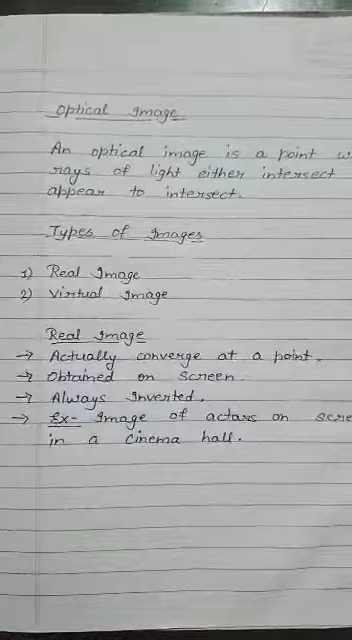 Optical Image
An optical image is a point
rays of light either intersect
appear to intersect.
Types of Images
1) Real Image
2) Virtual Image
Real Image
→ Actually converge at a point.
→ Obtained on screen.
→ Always Inverted.
→ Ex- Image of actars on scre
in a cinema hall.